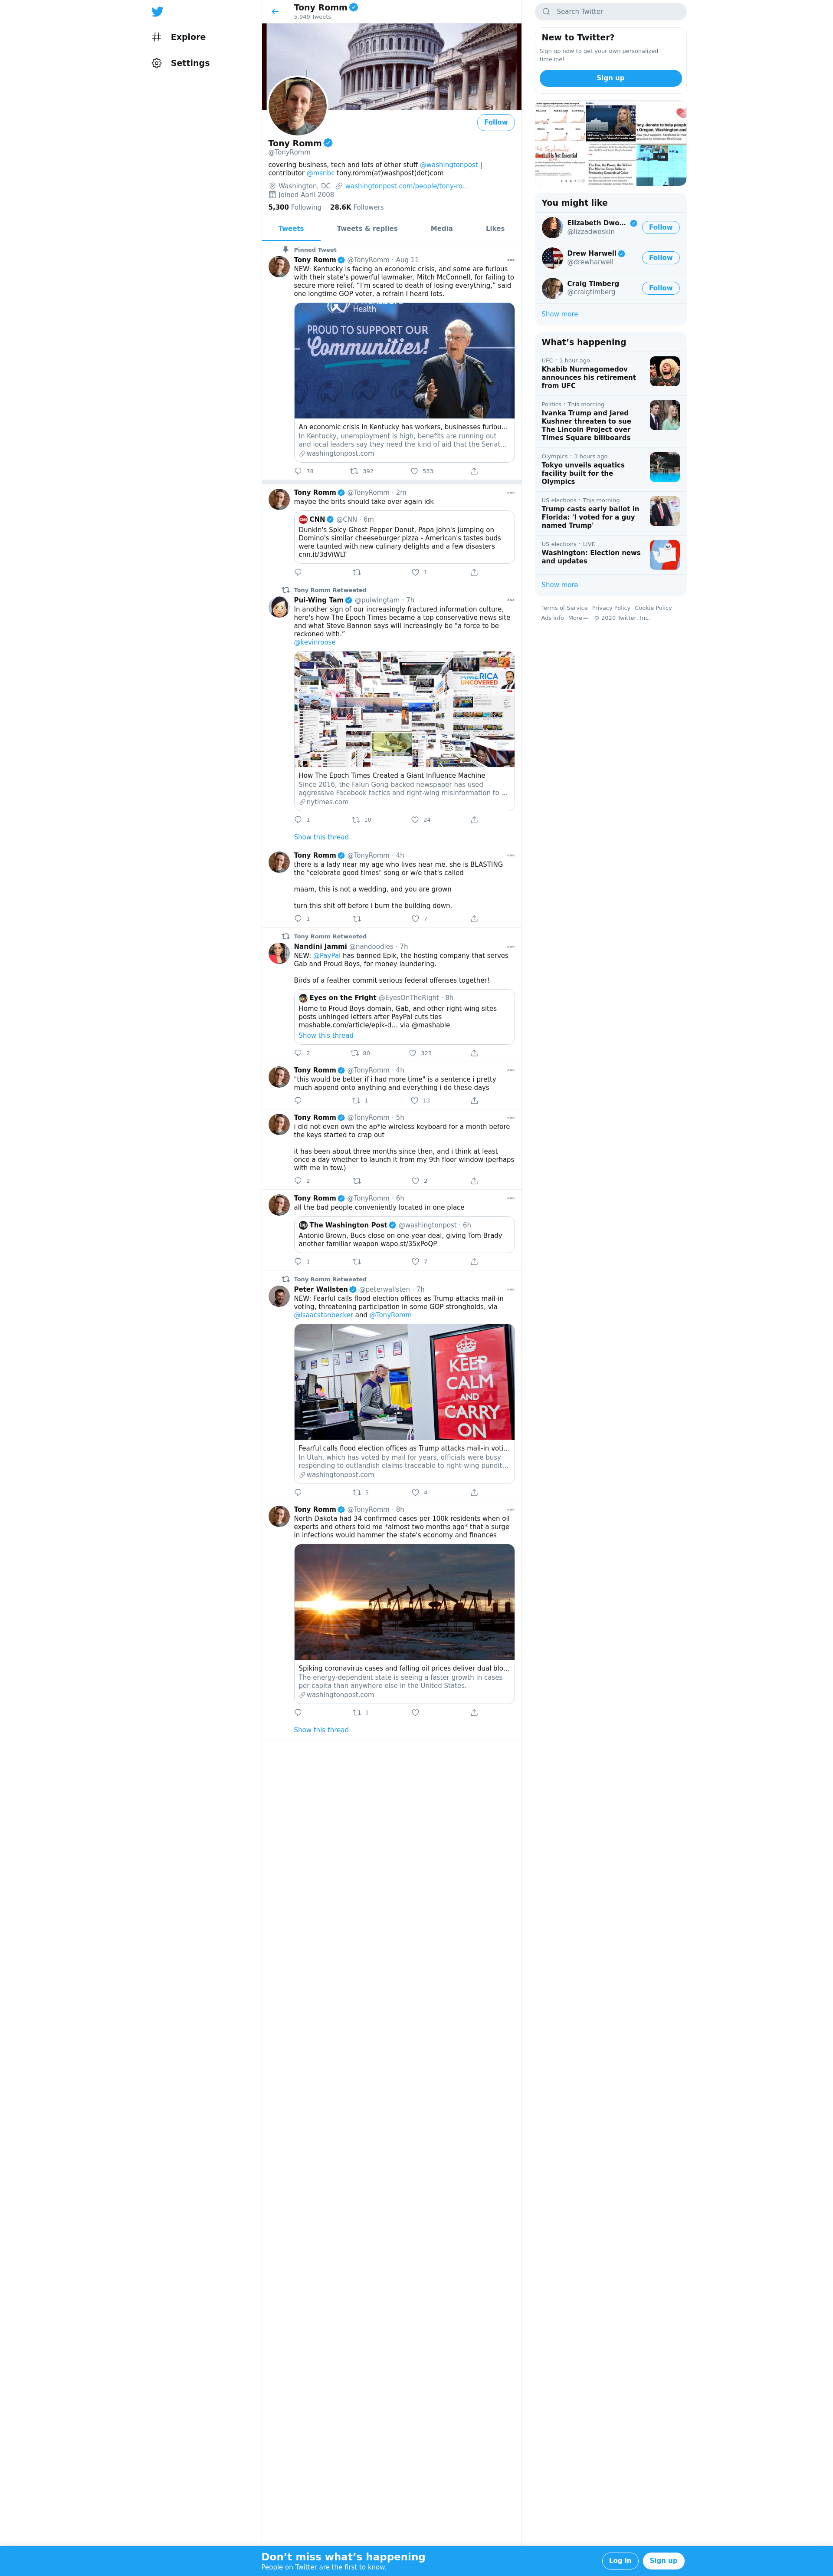 Explore
Settings
Tony Romm
5,949 Tweets
Follow
Tony Romm
@TonyRomm
covering business, tech and lots of other stuff @washingtonpost |
contributor @msnbc tony.romm(at)washpost(dot)com
Washington, DC washingtonpost.com/people/tony-ro...
Joined April 2008
5,300 Following 28.6K Followers
Tweets Tweets & replies Media Likes
Pinned Tweet
Tony Romm @TonyRomm · Aug 11
NEW: Kentucky is facing an economic crisis, and some are furious
with their state's powerful lawmaker, Mitch McConnell, for failing to
secure more relief. "I'm scared to death of losing everything," said
one longtime GOP voter, a refrain I heard lots.
Health
PROUD TO SUPPORT OUR
Communities!
An economic crisis in Kentucky has workers, businesses furiou...
In Kentucky, unemployment is high, benefits are running out
and local leaders say they need the kind of aid that the Senat...
washingtonpost.com
78 392 533
Tony Romm @TonyRomm · 2m
maybe the brits should take over again idk
CNN @CNN · 6m
Dunkin's Spicy Ghost Pepper Donut, Papa John's jumping on
Domino's similar cheeseburger pizza - American's tastes buds
were taunted with new culinary delights and a few disasters
cnn.it/3dViWLT
1
Tony Romm Retweeted
Pui-Wing Tam @puiwingtam · 7h
In another sign of our increasingly fractured information culture,
here's how The Epoch Times became a top conservative news site
and what Steve Bannon says will increasingly be "a force to be
reckoned with."
@kevinroose
AMERICA
UNCOVERED
How The Epoch Times Created a Giant Influence Machine
Since 2016, the Falun Gong-backed newspaper has used
aggressive Facebook tactics and right-wing misinformation to ...
nytimes.com
1 10 24
Show this thread
Tony Romm @TonyRomm · 4h
there is a lady near my age who lives near me. she is BLASTING
the "celebrate good times" song or w/e that's called
maam, this is not a wedding, and you are grown
turn this shit off before i burn the building down.
1 7
Tony Romm Retweeted
Nandini Jammi @nandoodles · 7h
NEW: @PayPal has banned Epik, the hosting company that serves
Gab and Proud Boys, for money laundering.
Birds of a feather commit serious federal offenses together!
Eyes on the Fright @EyesOnTheRight · 8h
Home to Proud Boys domain, Gab, and other right-wing sites
posts unhinged letters after PayPal cuts ties
mashable.com/article/epik-d... via @mashable
Show this thread
2 80 323
Tony Romm @TonyRomm · 4h
"this would be better if i had more time" is a sentence i pretty
much append onto anything and everything i do these days
1 13
Tony Romm @TonyRomm · 5h
i did not even own the ap*le wireless keyboard for a month before
the keys started to crap out
it has been about three months since then, and i think at least
once a day whether to launch it from my 9th floor window (perhaps
with me in tow.)
2 2
Tony Romm @TonyRomm · 6h
all the bad people conveniently located in one place
The Washington Post @washingtonpost · 6h
Antonio Brown, Bucs close on one-year deal, giving Tom Brady
another familiar weapon wapo.st/35xPoQP
1 7
Tony Romm Retweeted
Peter Wallsten @peterwallsten · 7h
NEW: Fearful calls flood election offices as Trump attacks mail-in
voting, threatening participation in some GOP strongholds, via
@isaacstanbecker and @TonyRomm
KEEP
CALM
AND
CARRY
ON
Fearful calls flood election offices as Trump attacks mail-in voti...
In Utah, which has voted by mail for years, officials were busy
responding to outlandish claims traceable to right-wing pundit...
washingtonpost.com
5 4
Tony Romm @TonyRomm · 8h
North Dakota had 34 confirmed cases per 100k residents when oil
experts and others told me *almost two months ago* that a surge
in infections would hammer the state's economy and finances
Spiking coronavirus cases and falling oil prices deliver dual blo...
The energy-dependent state is seeing a faster growth in cases
per capita than anywhere else in the United States.
washingtonpost.com
1
Show this thread
Search Twitter
New to Twitter?
Sign up now to get your own personalized
timeline!
Sign up
You might like
Elizabeth Dwo...
@lizzadwoskin
Follow
Drew Harwell
@drewharwell
Follow
Craig Timberg
@craigtimberg
Follow
Show more
What's happening
UFC · 1 hour ago
Khabib Nurmagomedov
announces his retirement
from UFC
Politics · This morning
Ivanka Trump and Jared
Kushner threaten to sue
The Lincoln Project over
Times Square billboards
Olympics · 3 hours ago
Tokyo unveils aquatics
facility built for the
Olympics
US elections · This morning
Trump casts early ballot in
Florida: 'I voted for a guy
named Trump'
US elections · LIVE
Washington: Election news
and updates
Show more
Terms of Service Privacy Policy Cookie Policy
Ads info More © 2020 Twitter, Inc.
Don't miss what's happening
People on Twitter are the first to know.
Log in
Sign up